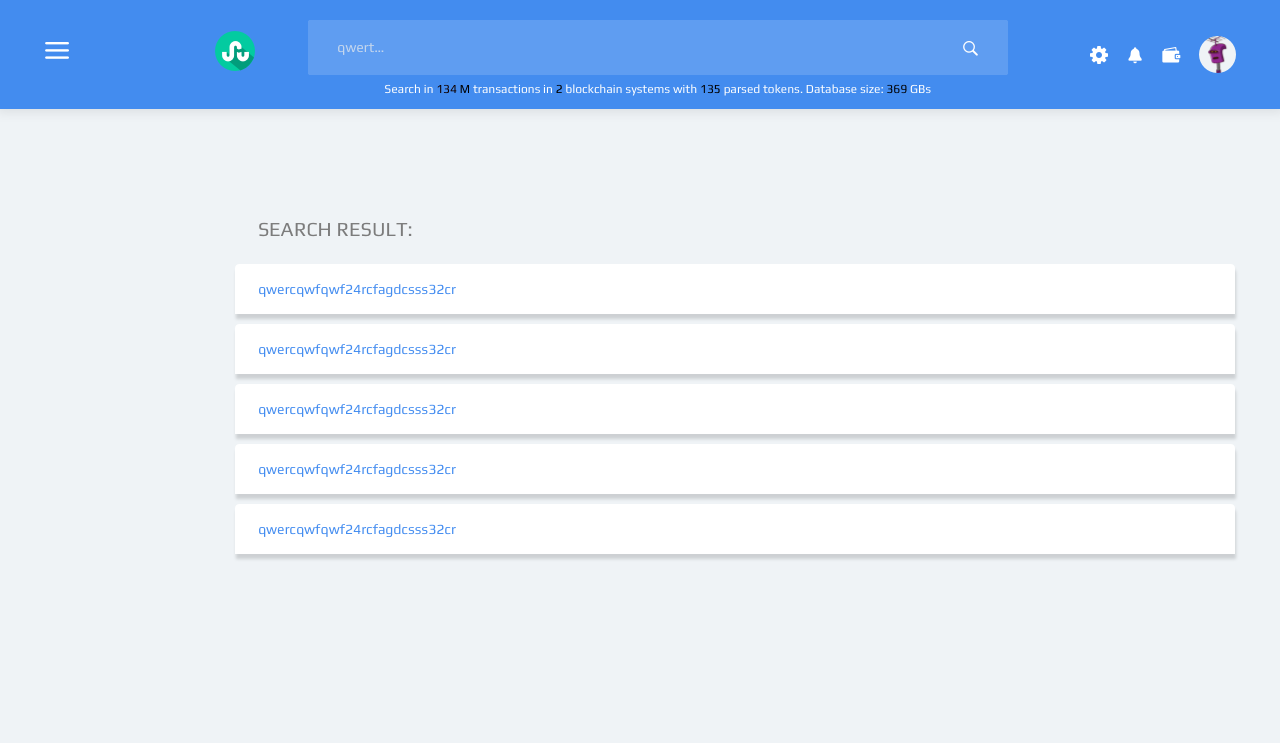 qwert...
Search in 134 M transactions in 2 blockchain systems with 135 parsed tokens. Database size: 369 GBs
SEARCH RESULT:
qwercqwfqwf24rcfagdcsss32cr
qwercqwfqwf24rcfagdcsss32cr
qwercqwfqwf24rcfagdcsss32cr
qwercqwfqwf24rcfagdcsss32cr
qwercqwfqwf24rcfagdcsss32cr